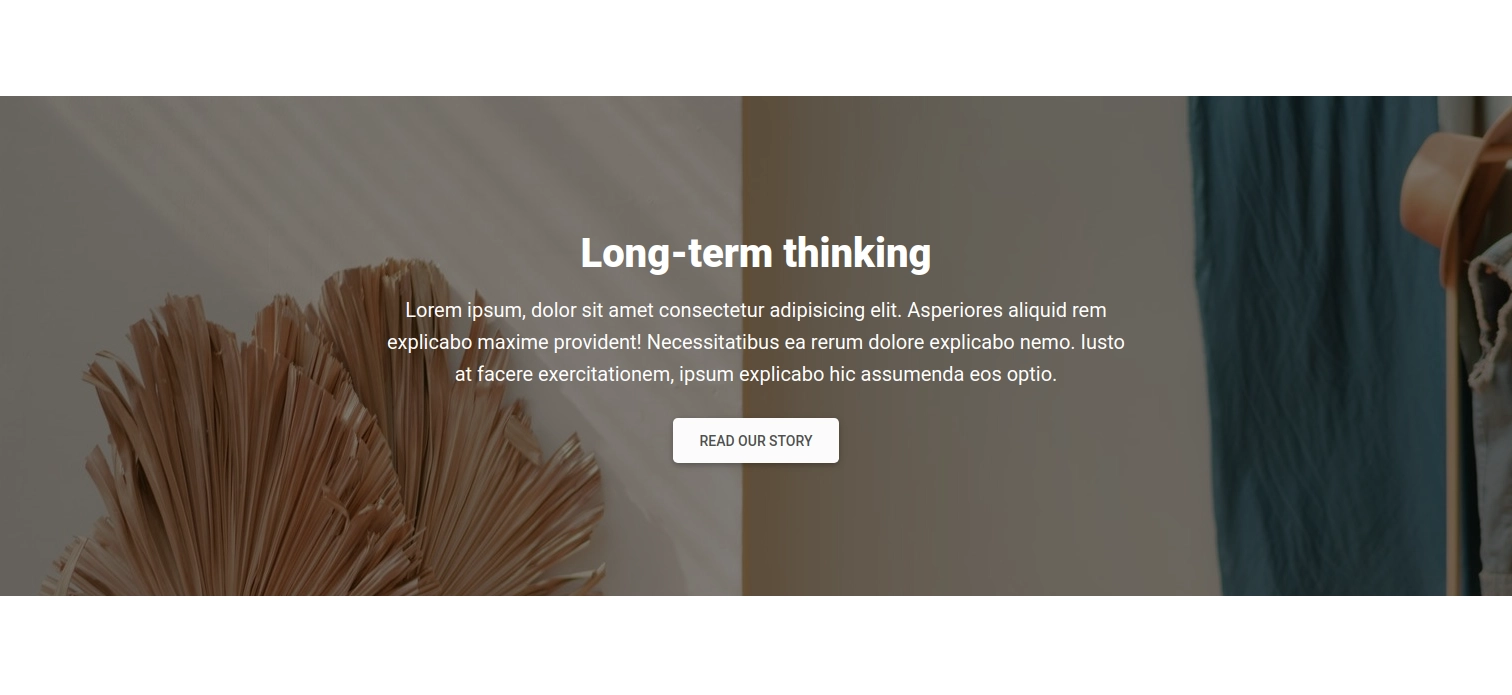 Long-term thinking
Lorem ipsum, dolor sit amet consectetur adipisicing elit. Asperiores aliquid rem
explicabo maxime provident! Necessitatibus ea rerum dolore explicabo nemo. Iusto
at facere exercitationem, ipsum explicabo hic assumenda eos optio.
READ OUR STORY